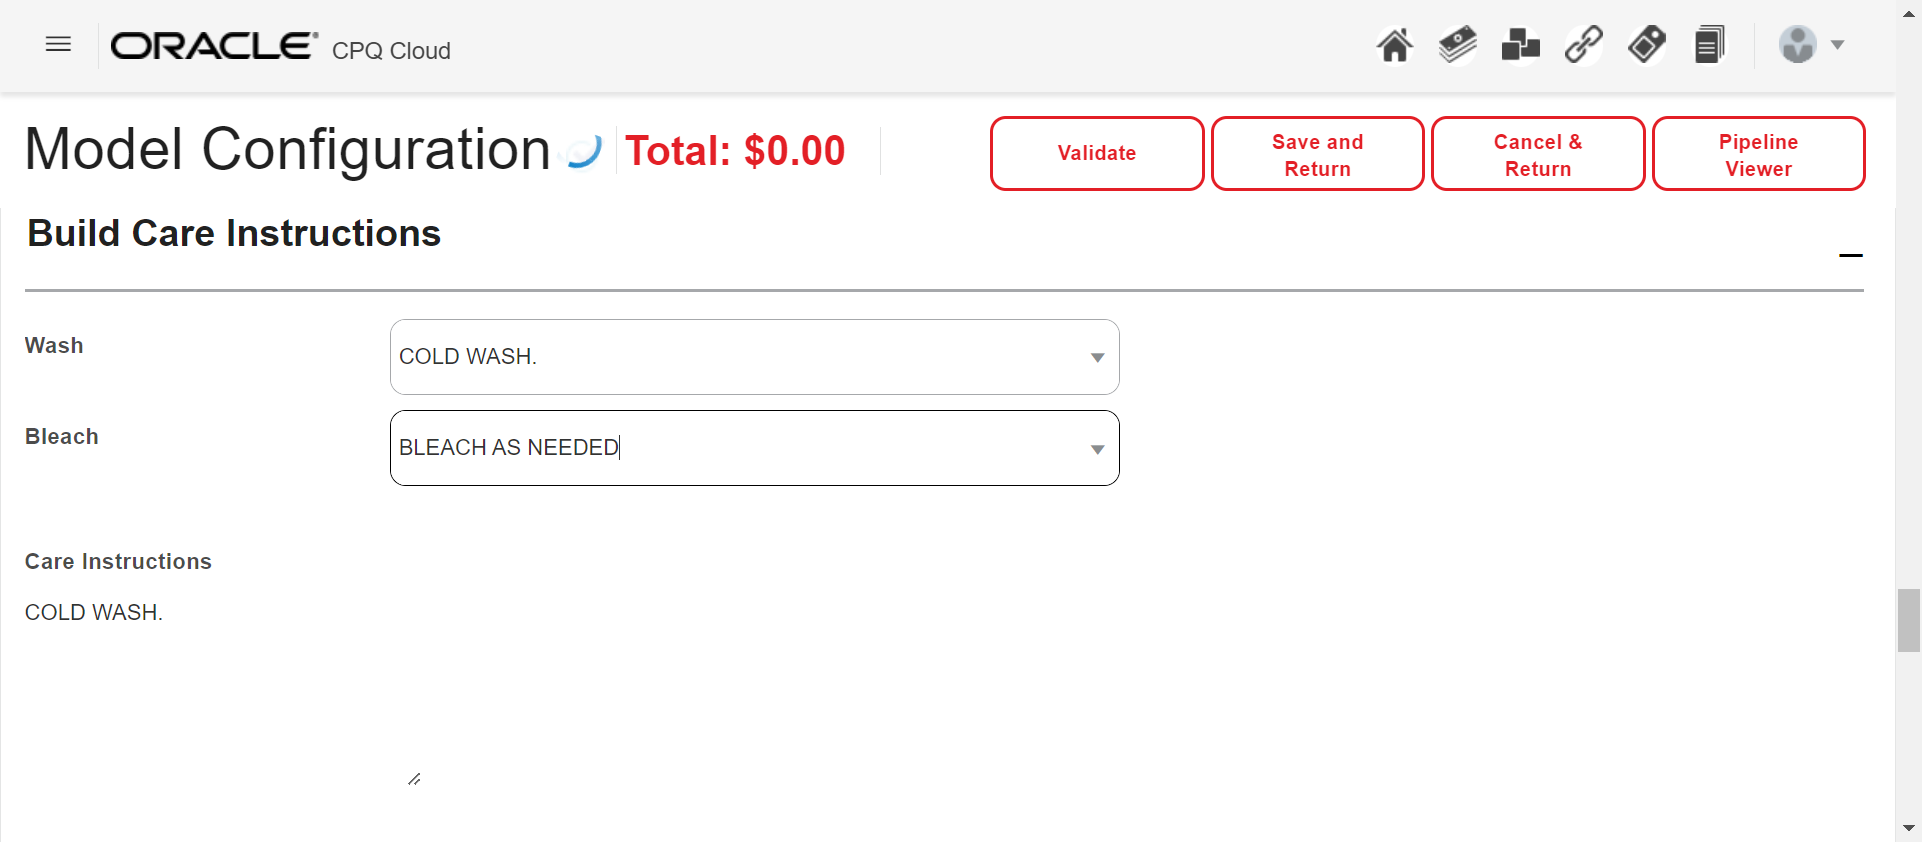 ORACLE® CPQ Cloud
Model Configuration Total: $0.00
Validate
Save and
Return
Cancel &
Return
Pipeline
Viewer
Build Care Instructions
Wash
COLD WASH.
Bleach
BLEACH AS NEEDED
Care Instructions
COLD WASH.